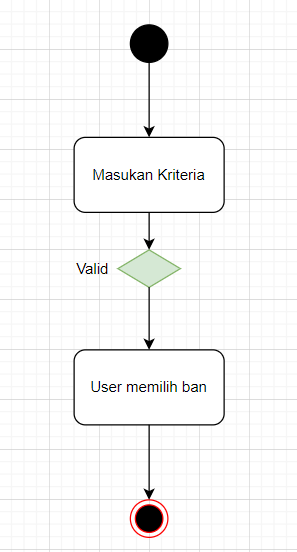 Masukan Kriteria
Valid
User memilih ban